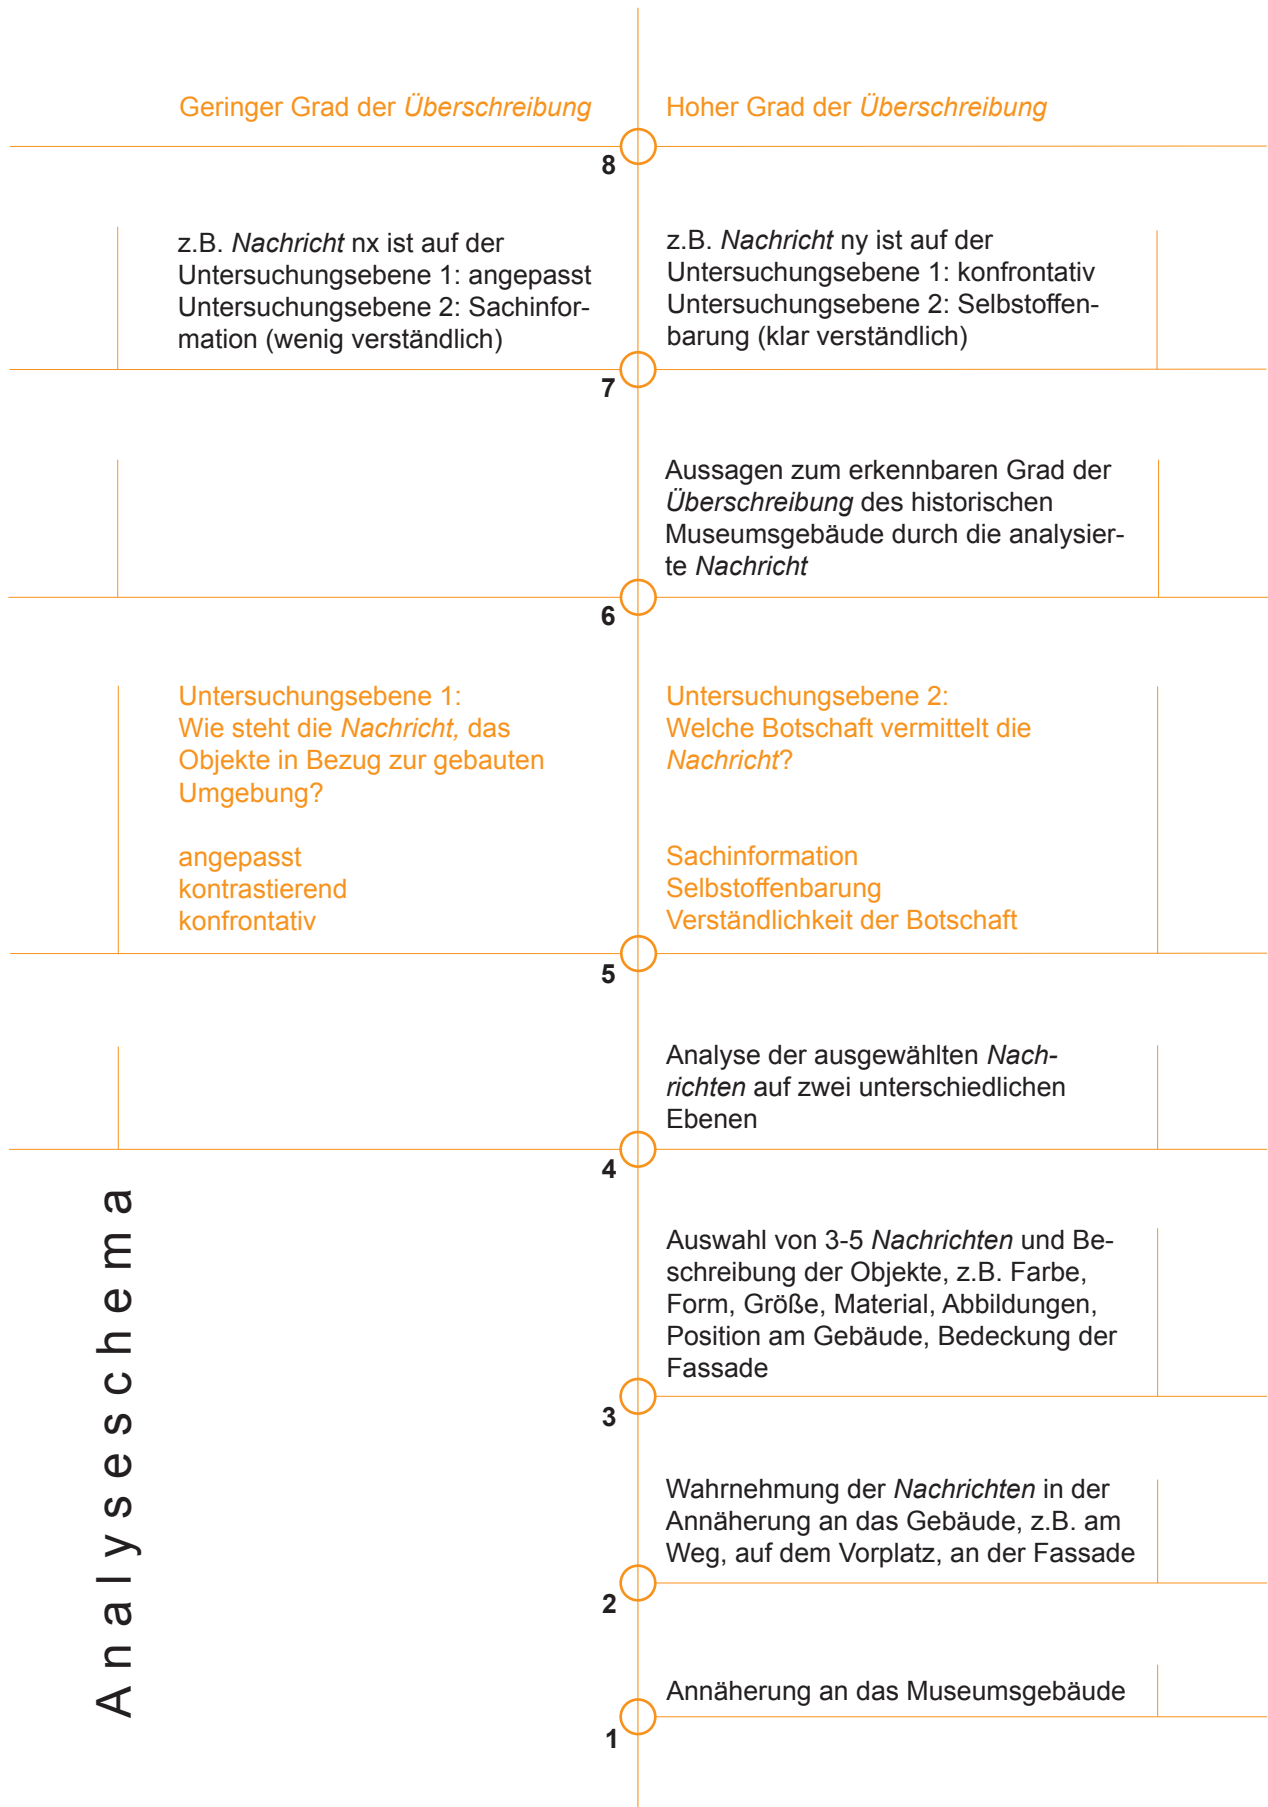 Geringer Grad der Überschreibung
Hoher Grad der Überschreibung
8
z.B. Nachricht nx ist auf der
Untersuchungsebene 1: angepasst
Untersuchungsebene 2: Sachinfor-
mation (wenig verständlich)
z.B. Nachricht ny ist auf der
Untersuchungsebene 1: konfrontativ
Untersuchungsebene 2: Selbstoffen-
barung (klar verständlich)
7
Aussagen zum erkennbaren Grad der
Überschreibung des historischen
Museumsgebäude durch die analysier-
te Nachricht
6
Untersuchungsebene 1:
Wie steht die Nachricht, das
Objekte in Bezug zur gebauten
Umgebung?
angepasst
kontrastierend
konfrontativ
Untersuchungsebene 2:
Welche Botschaft vermittelt die
Nachricht?
Sachinformation
Selbstoffenbarung
Verständlichkeit der Botschaft
5
Analyse der ausgewählten Nach-
richten auf zwei unterschiedlichen
Ebenen
4
Auswahl von 3-5 Nachrichten und Be-
schreibung der Objekte, z.B. Farbe,
Form, Größe, Material, Abbildungen,
Position am Gebäude, Bedeckung der
Fassade
3
Wahrnehmung der Nachrichten in der
Annäherung an das Gebäude, z.B. am
Weg, auf dem Vorplatz, an der Fassade
2
Annäherung an das Museumsgebäude
1
Analyseschema